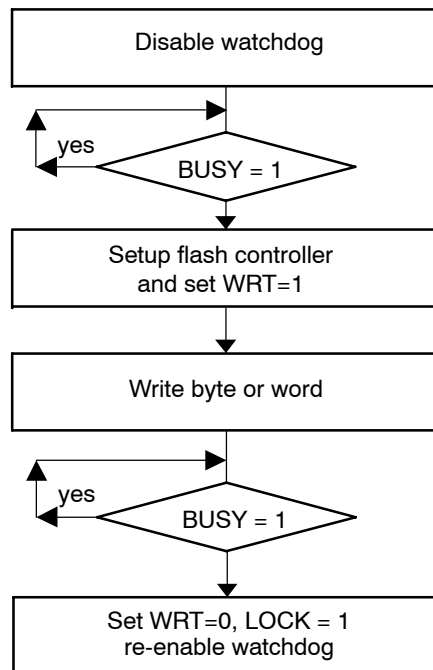 Disable watchdog
yes
BUSY = 1
Setup flash controller
and set WRT=1
Write byte or word
yes
BUSY = 1
Set WRT=0, LOCK = 1
re-enable watchdog